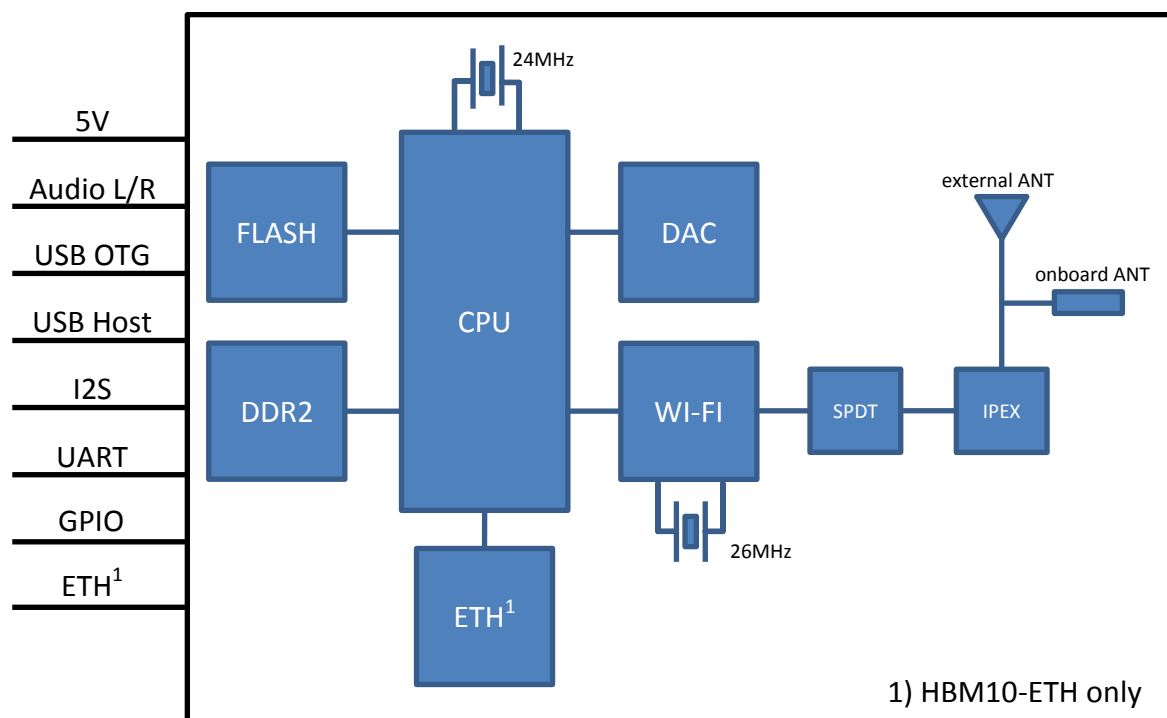 24MHz
5V
Audio L/R
USB OTG
USB Host
I2S
UART
GPIO
ETH¹
FLASH
CPU
DAC
external ANT
onboard ANT
DDR2
WI-FI
SPDT
IPEX
26MHz
ETH¹
1) HBM10-ETH only